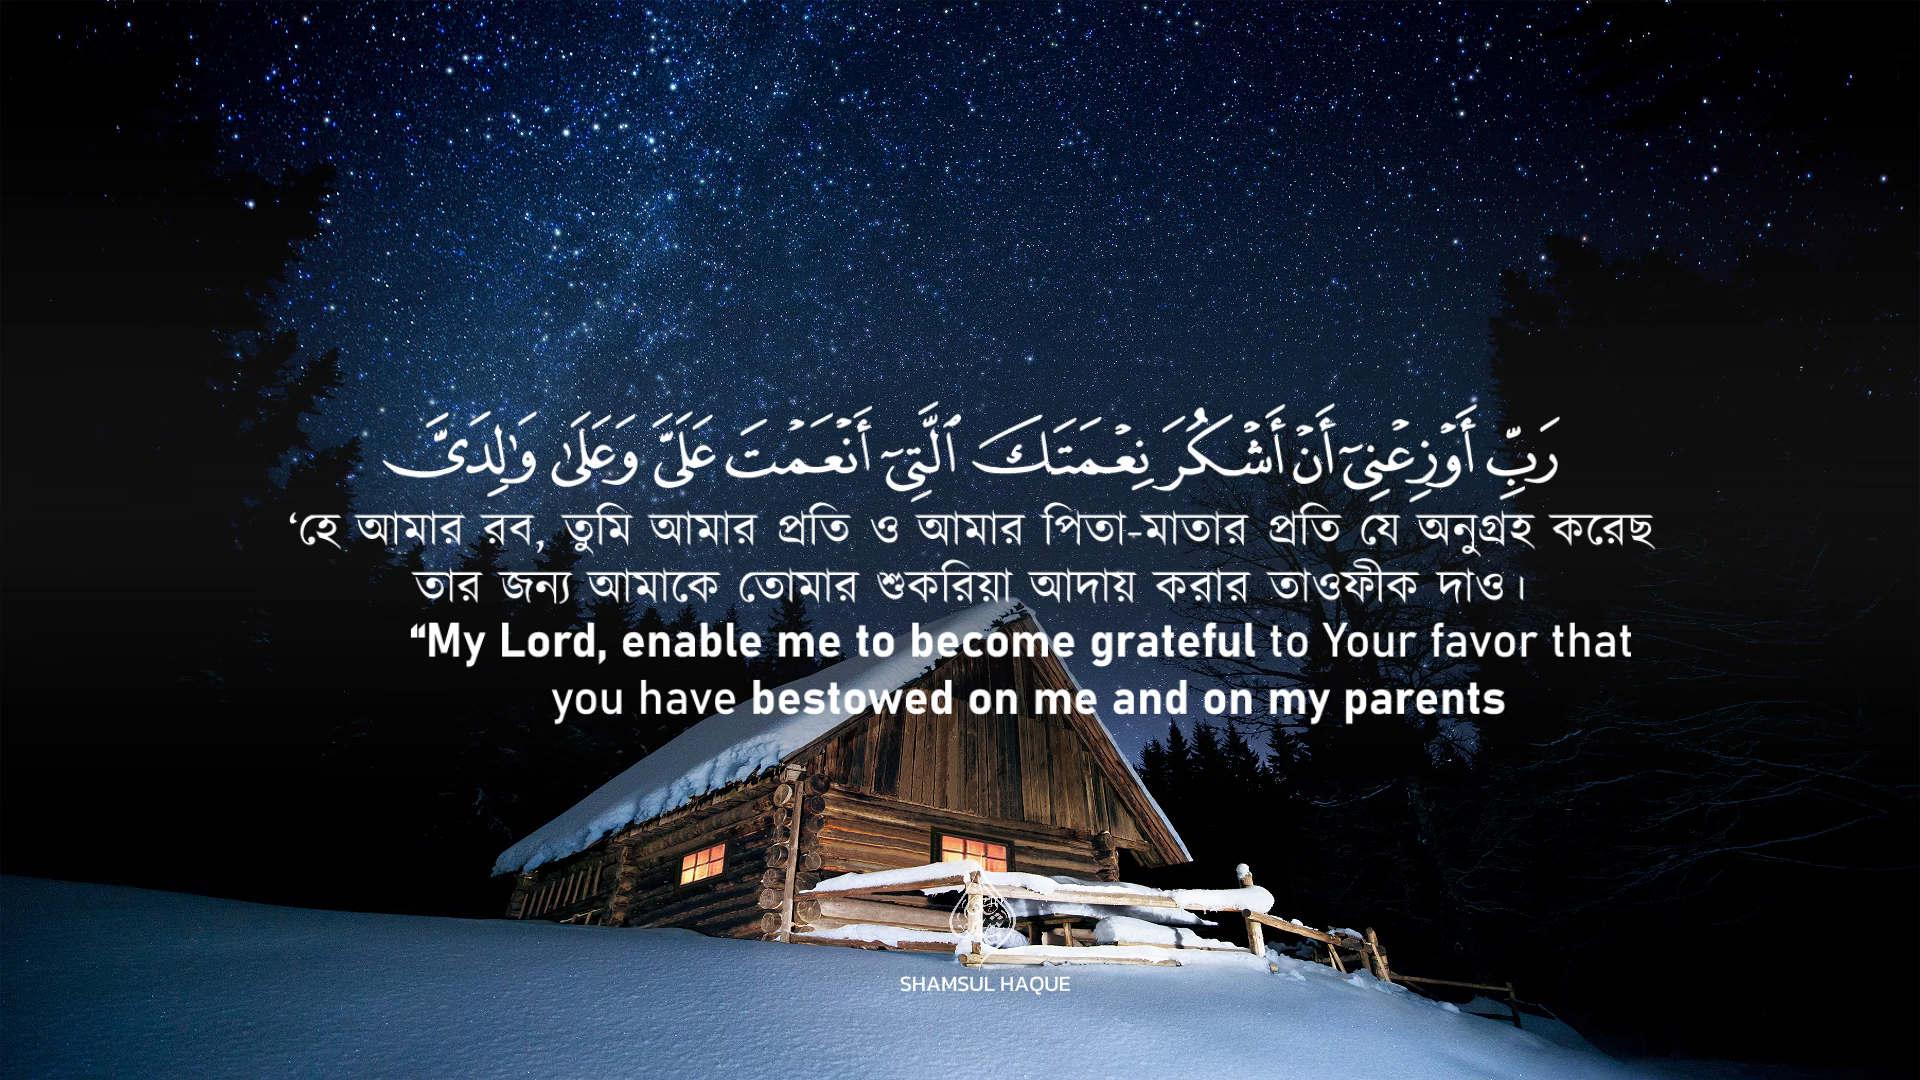 رَبِّ أَوْزِعْنِىٓ أَنْ أَشْكُرَ نِعْمَتَكَ ٱلَّتِىٓ أَنْعَمْتَ عَلَىَّ وَعَلَىٰ وَٰلِدَىَّ
‘হে আমার রব, তুমি আমার প্রতি ও আমার পিতা-মাতার প্রতি যে অনুগ্রহ করেছ
তার জন্য আমাকে তোমার শুকরিয়া আদায় করার তাওফীক দাও।
“My Lord, enable me to become grateful to Your favor that
you have bestowed on me and on my parents
SHAMSUL HAQUE